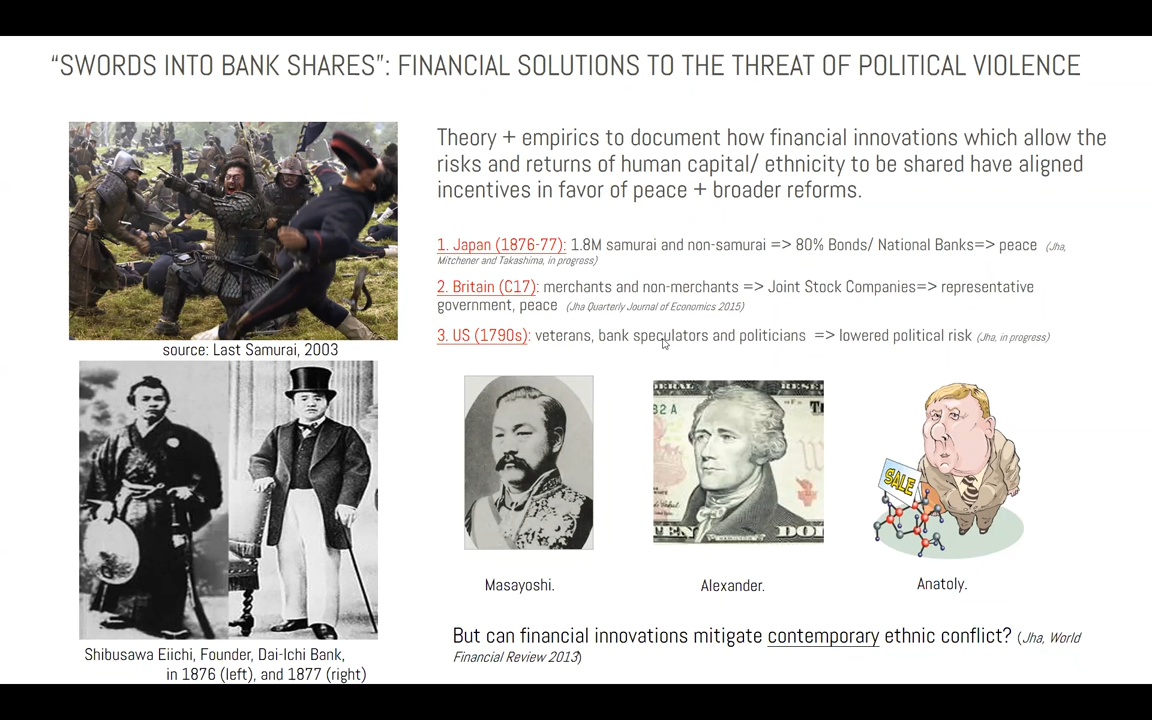 “SWORDS INTO BANK SHARES”: FINANCIAL SOLUTIONS TO THE THREAT OF POLITICAL VIOLENCE
Theory + empirics to document how financial innovations which allow the
risks and returns of human capital/ ethnicity to be shared have aligned
incentives in favor of peace + broader reforms.
1. Japan (1876-77): 1.8M samurai and non-samurai => 80% Bonds/ National Banks=> peace (Jha,
Mitchener and Takashima, in progress)
2. Britain (C17): merchants and non-merchants => Joint Stock Companies=> representative
government, peace (Jha Quarterly Journal of Economics 2015)
3. US (1790s): veterans, bank speculators and politicians => lowered political risk (Jha, in progress)
source: Last Samurai, 2003
Shibusawa Eiichi, Founder, Dai-Ichi Bank,
in 1876 (left), and 1877 (right)
82 A
TEN
DO
SALE
Masayoshi.
Alexander.
Anatoly.
But can financial innovations mitigate contemporary ethnic conflict? (Jha, World
Financial Review 2013)